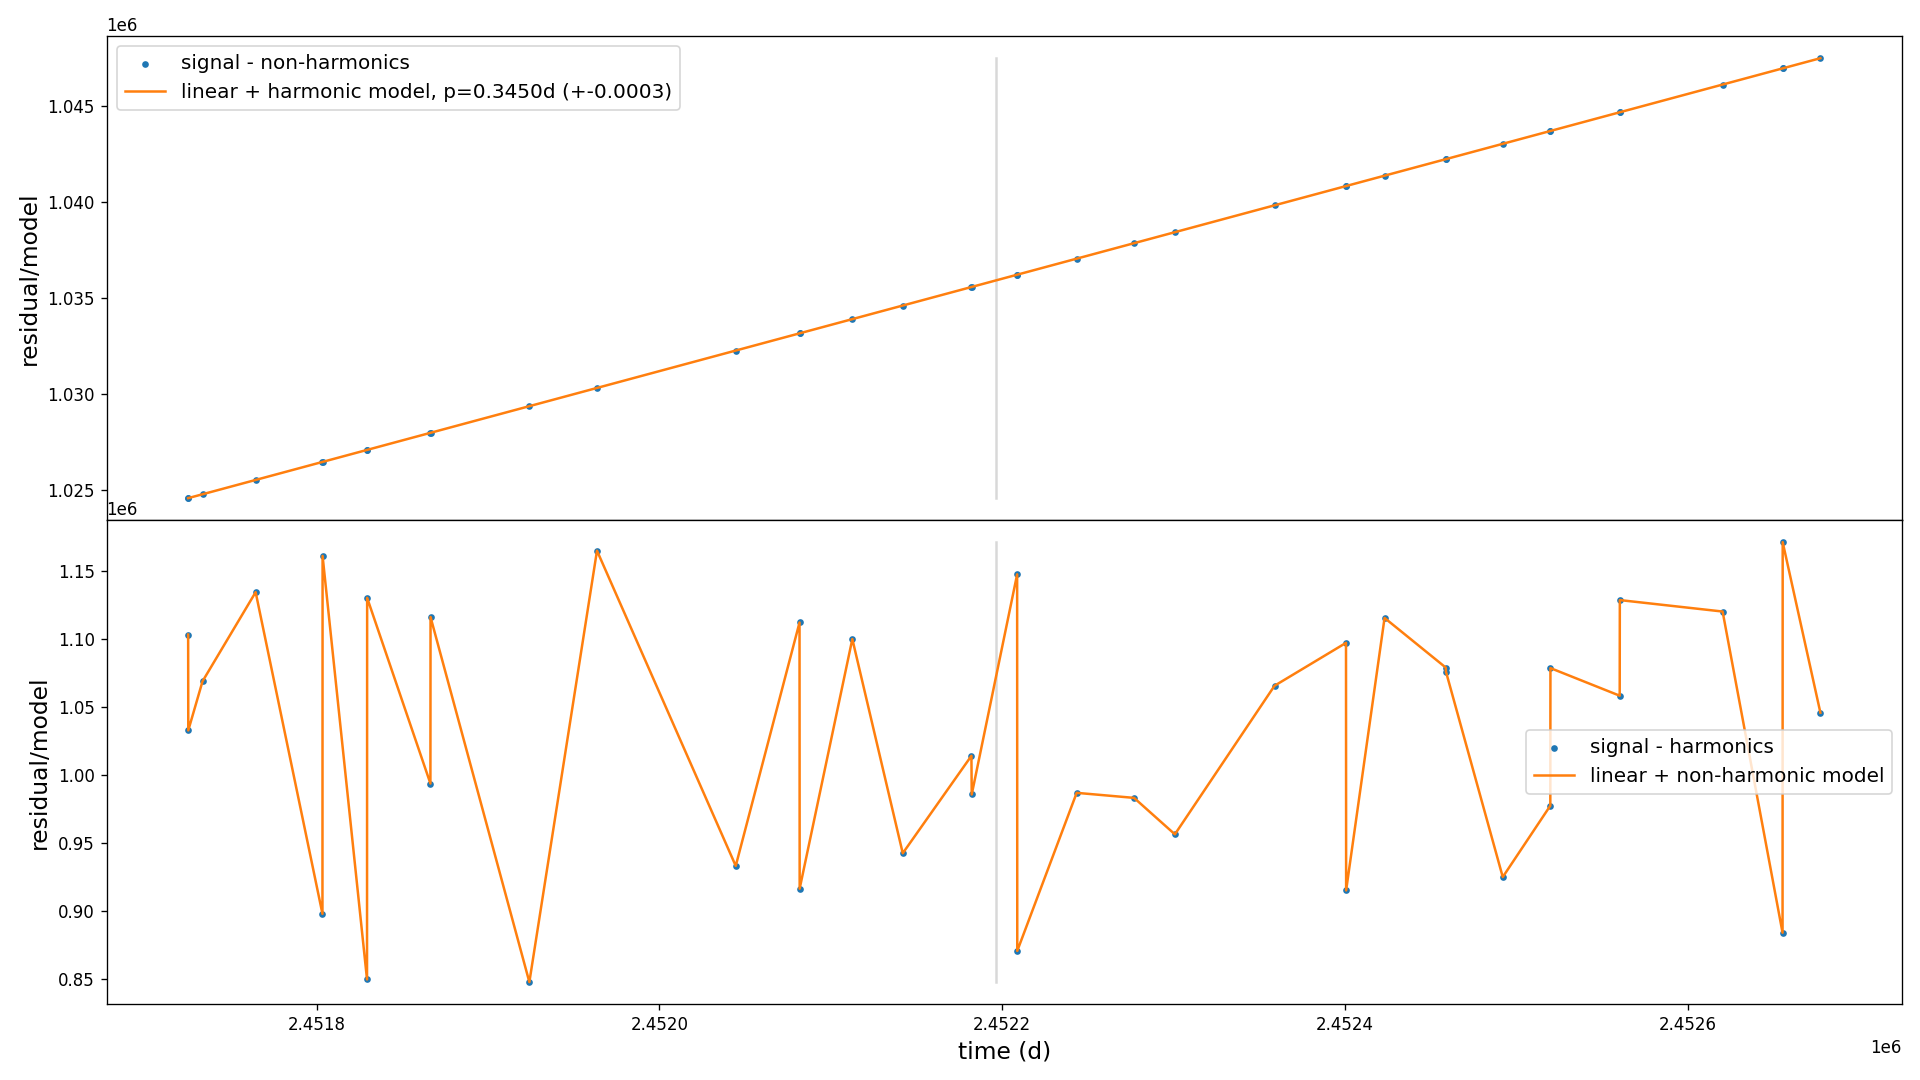 1e6
signal - non-harmonics
linear + harmonic model, p=0.3450d (+-0.0003)
1.045
1.040
1.035
1.030
1.025
residual/model
1e6
1.15
1.10
1.05
1.00
0.95
0.90
0.85
residual/model
signal - harmonics
linear + non-harmonic model
2.4518
2.4520
2.4522
2.4524
2.4526
time (d)
1e6